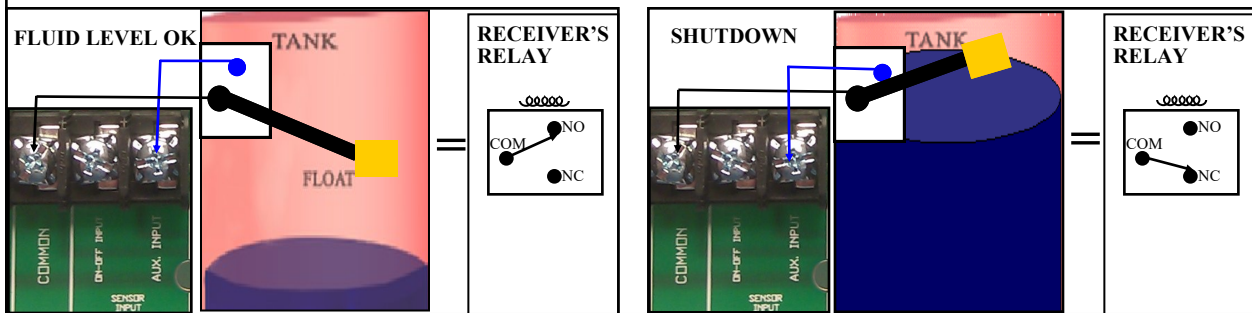 FLUID LEVEL OK
TANK
FLOAT
COMMON
ON-OFF INPUT
AUX. INPUT
SENSOR
INPUT
=
RECEIVER'S
RELAY
NO
COM
NC
SHUTDOWN
TANK
COMMON
ON-OFF INPUT
AUX. INPUT
SENSOR
INPUT
=
RECEIVER'S
RELAY
NO
COM
NC